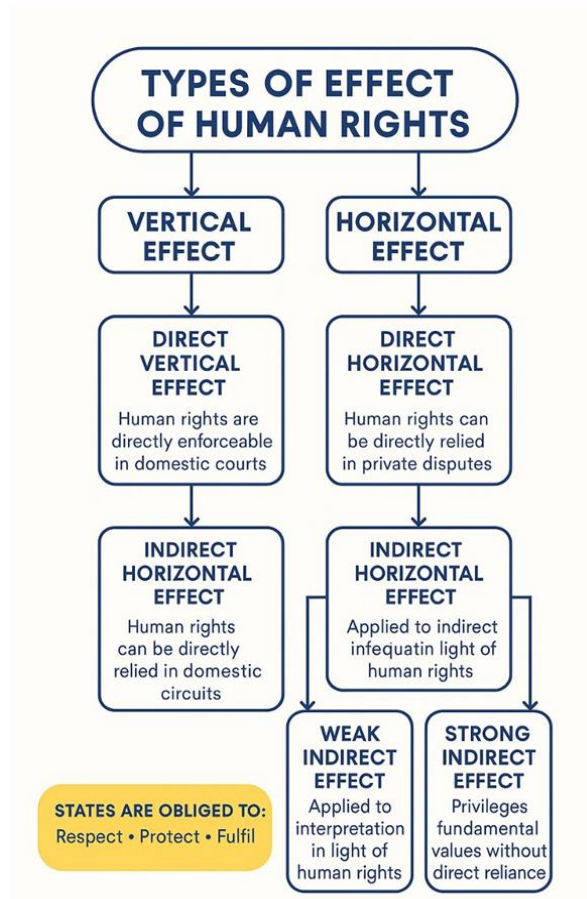 TYPES OF EFFECT
OF HUMAN RIGHTS
VERTICAL
EFFECT
HORIZONTAL
EFFECT
DIRECT
VERTICAL
EFFECT
Human rights are
directly enforceable
in domestic courts
DIRECT
HORIZONTAL
EFFECT
Human rights can
be directly relied
in private disputes
INDIRECT
HORIZONTAL
EFFECT
Human rights
can be directly
relied in domestic
circuits
INDIRECT
HORIZONTAL
EFFECT
Applied to indirect
infequatin light of
human rights
WEAK
INDIRECT
EFFECT
Applied to
interpretation
in light of
human rights
STRONG
INDIRECT
EFFECT
Privileges
fundamental
values without
direct reliance
STATES ARE OBLIGED TO:
Respect • Protect • Fulfil